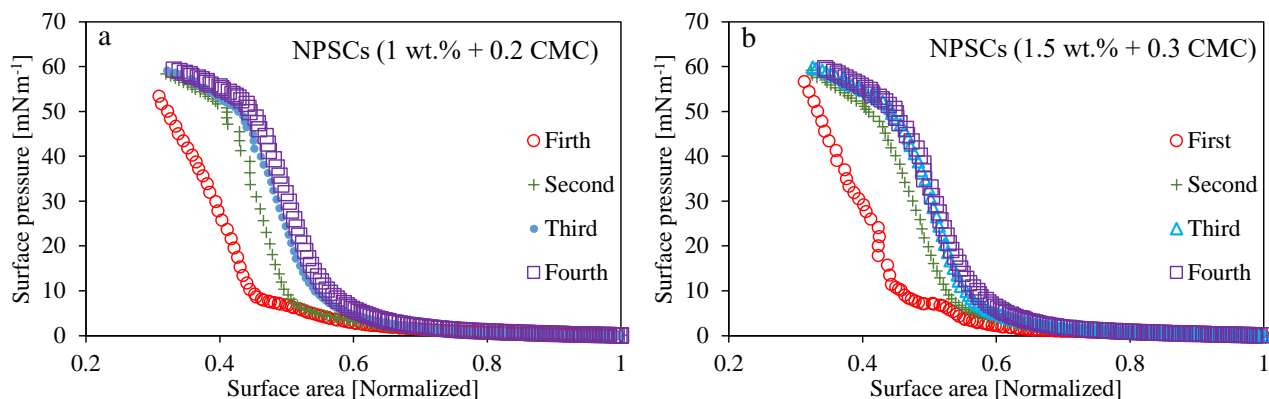 a
NPSCs (1 wt.% + 0.2 CMC)
Surface pressure [mN m⁻¹]
70
60
50
40
30
20
10
0
0.2
0.4
0.6
0.8
1
Surface area [Normalized]
Firth
Second
Third
Fourth
b
NPSCs (1.5 wt.% + 0.3 CMC)
Surface pressure [mN m⁻¹]
70
60
50
40
30
20
10
0
0.2
0.4
0.6
0.8
1
Surface area [Normalized]
First
Second
Third
Fourth